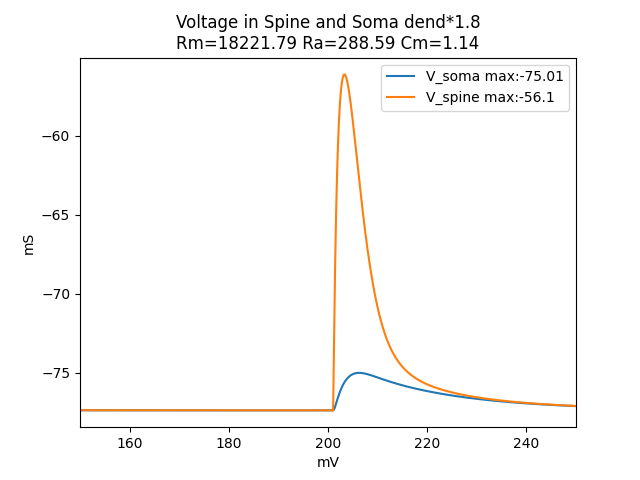 Voltage in Spine and Soma dend*1.8
Rm=18221.79 Ra=288.59 Cm=1.14
V_soma max:-75.01
V_spine max:-56.1
−60
−65
−70
−75
mS
160
180
200
220
240
mV